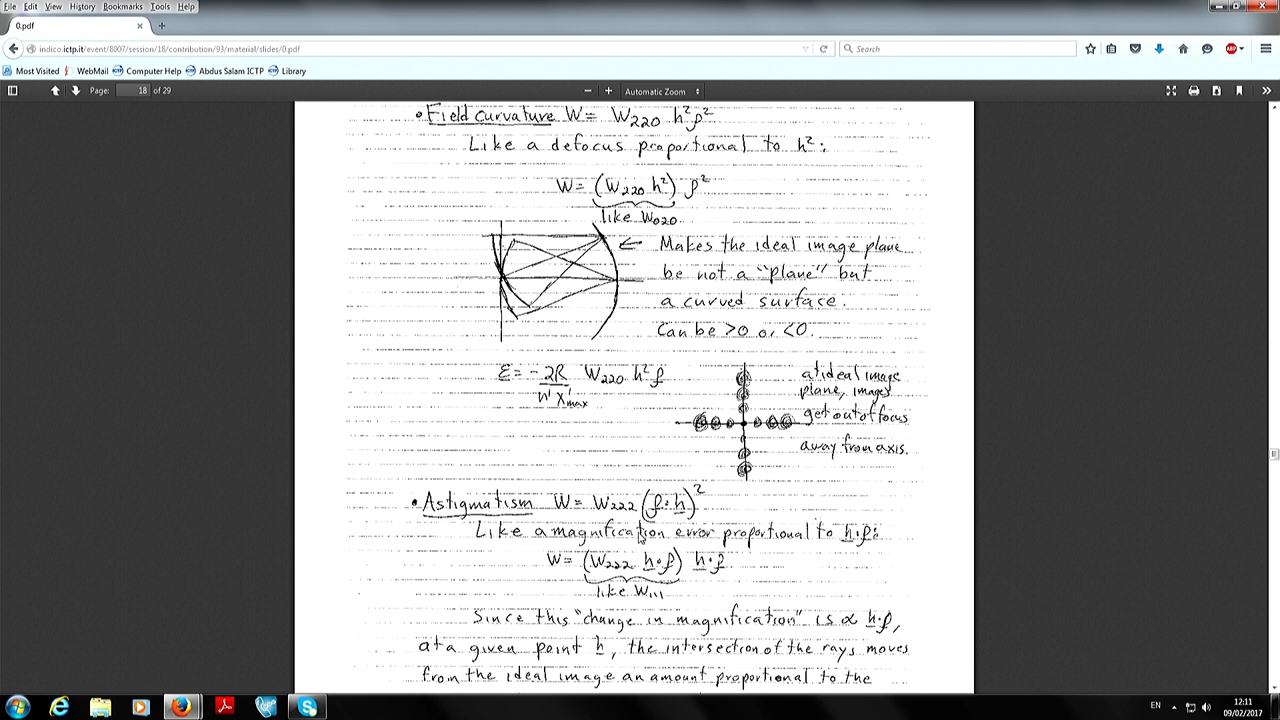 File Edit View History Bookmarks Tools Help
0.pdf
indico.ictp.it/event/8007/session/18/contribution/93/material/slides/0.pdf
Search
ABP
Most Visited WebMail Computer Help Abdus Salam ICTP Library
Page: 18 of 29
Automatic Zoom
• Field Curvature W = W₂₂₀ h²ρ²
Like a defocus proportional to h²:
W = (W₂₂₀ h²) ρ²
like W₀₂₀
← Makes the ideal image plane
be not a "plane" but
a curved surface.
Can be >0 or <0.
ε = -2R/n'x'max W₂₂₀ h²ρ
at ideal image
plane, images
get out of focus
away from axis.
• Astigmatism W = W₂₂₂ (ρ·h)²
Like a magnification error proportional to h·ρ:
W = (W₂₂₂ h·ρ) h·ρ
like W₁₁₁
Since this "change in magnification" is ∝ h·ρ,
at a given point h, the intersection of the rays moves
from the ideal image an amount proportional to the
EN
12:11
09/02/2017